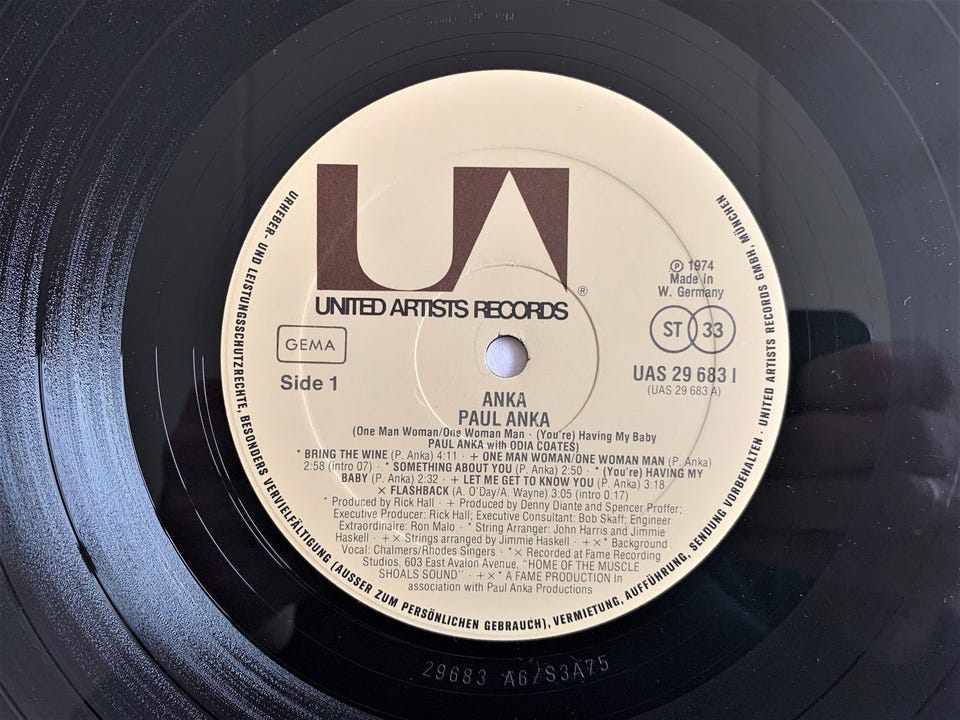 UA
®
UNITED ARTISTS RECORDS
GEMA
Side 1
℗ 1974
Made in
W. Germany
ST 33
UAS 29 683 I
(UAS 29 683 A)
ANKA
PAUL ANKA
(One Man Woman/One Woman Man · (You're) Having My Baby
PAUL ANKA with ODIA COATES)
* BRING THE WINE (P. Anka) 4:11 · + ONE MAN WOMAN/ONE WOMAN MAN (P. Anka)
2:58 (intro 07) · * SOMETHING ABOUT YOU (P. Anka) 2:50 · * (You're) HAVING MY
BABY (P. Anka) 2:32 · + LET ME GET TO KNOW YOU (P. Anka) 3:18
× FLASHBACK (A. O'Day/A. Wayne) 3:05 (intro 0:17)
* Produced by Rick Hall · + Produced by Denny Diante and Spencer Proffer;
Executive Producer: Rick Hall; Executive Consultant: Bob Skaff; Engineer
Extraordinaire: Ron Malo · * String Arranger: John Harris and Jimmie
Haskell · +× Strings arranged by Jimmie Haskell · +×* Background
Vocal: Chalmers/Rhodes Singers · *× Recorded at Fame Recording
Studios, 603 East Avalon Avenue, "HOME OF THE MUSCLE
SHOALS SOUND" · +×* A FAME PRODUCTION in
association with Paul Anka Productions
URHEBER- UND LEISTUNGSSCHUTZRECHTE, BESONDERS VERVIELFÄLTIGUNG (AUSSER ZUM PERSÖNLICHEN GEBRAUCH), VERMIETUNG, AUFFÜHRUNG, SENDUNG VORBEHALTEN · UNITED ARTISTS RECORDS GMBH, MÜNCHEN
29683 A6/S3A75